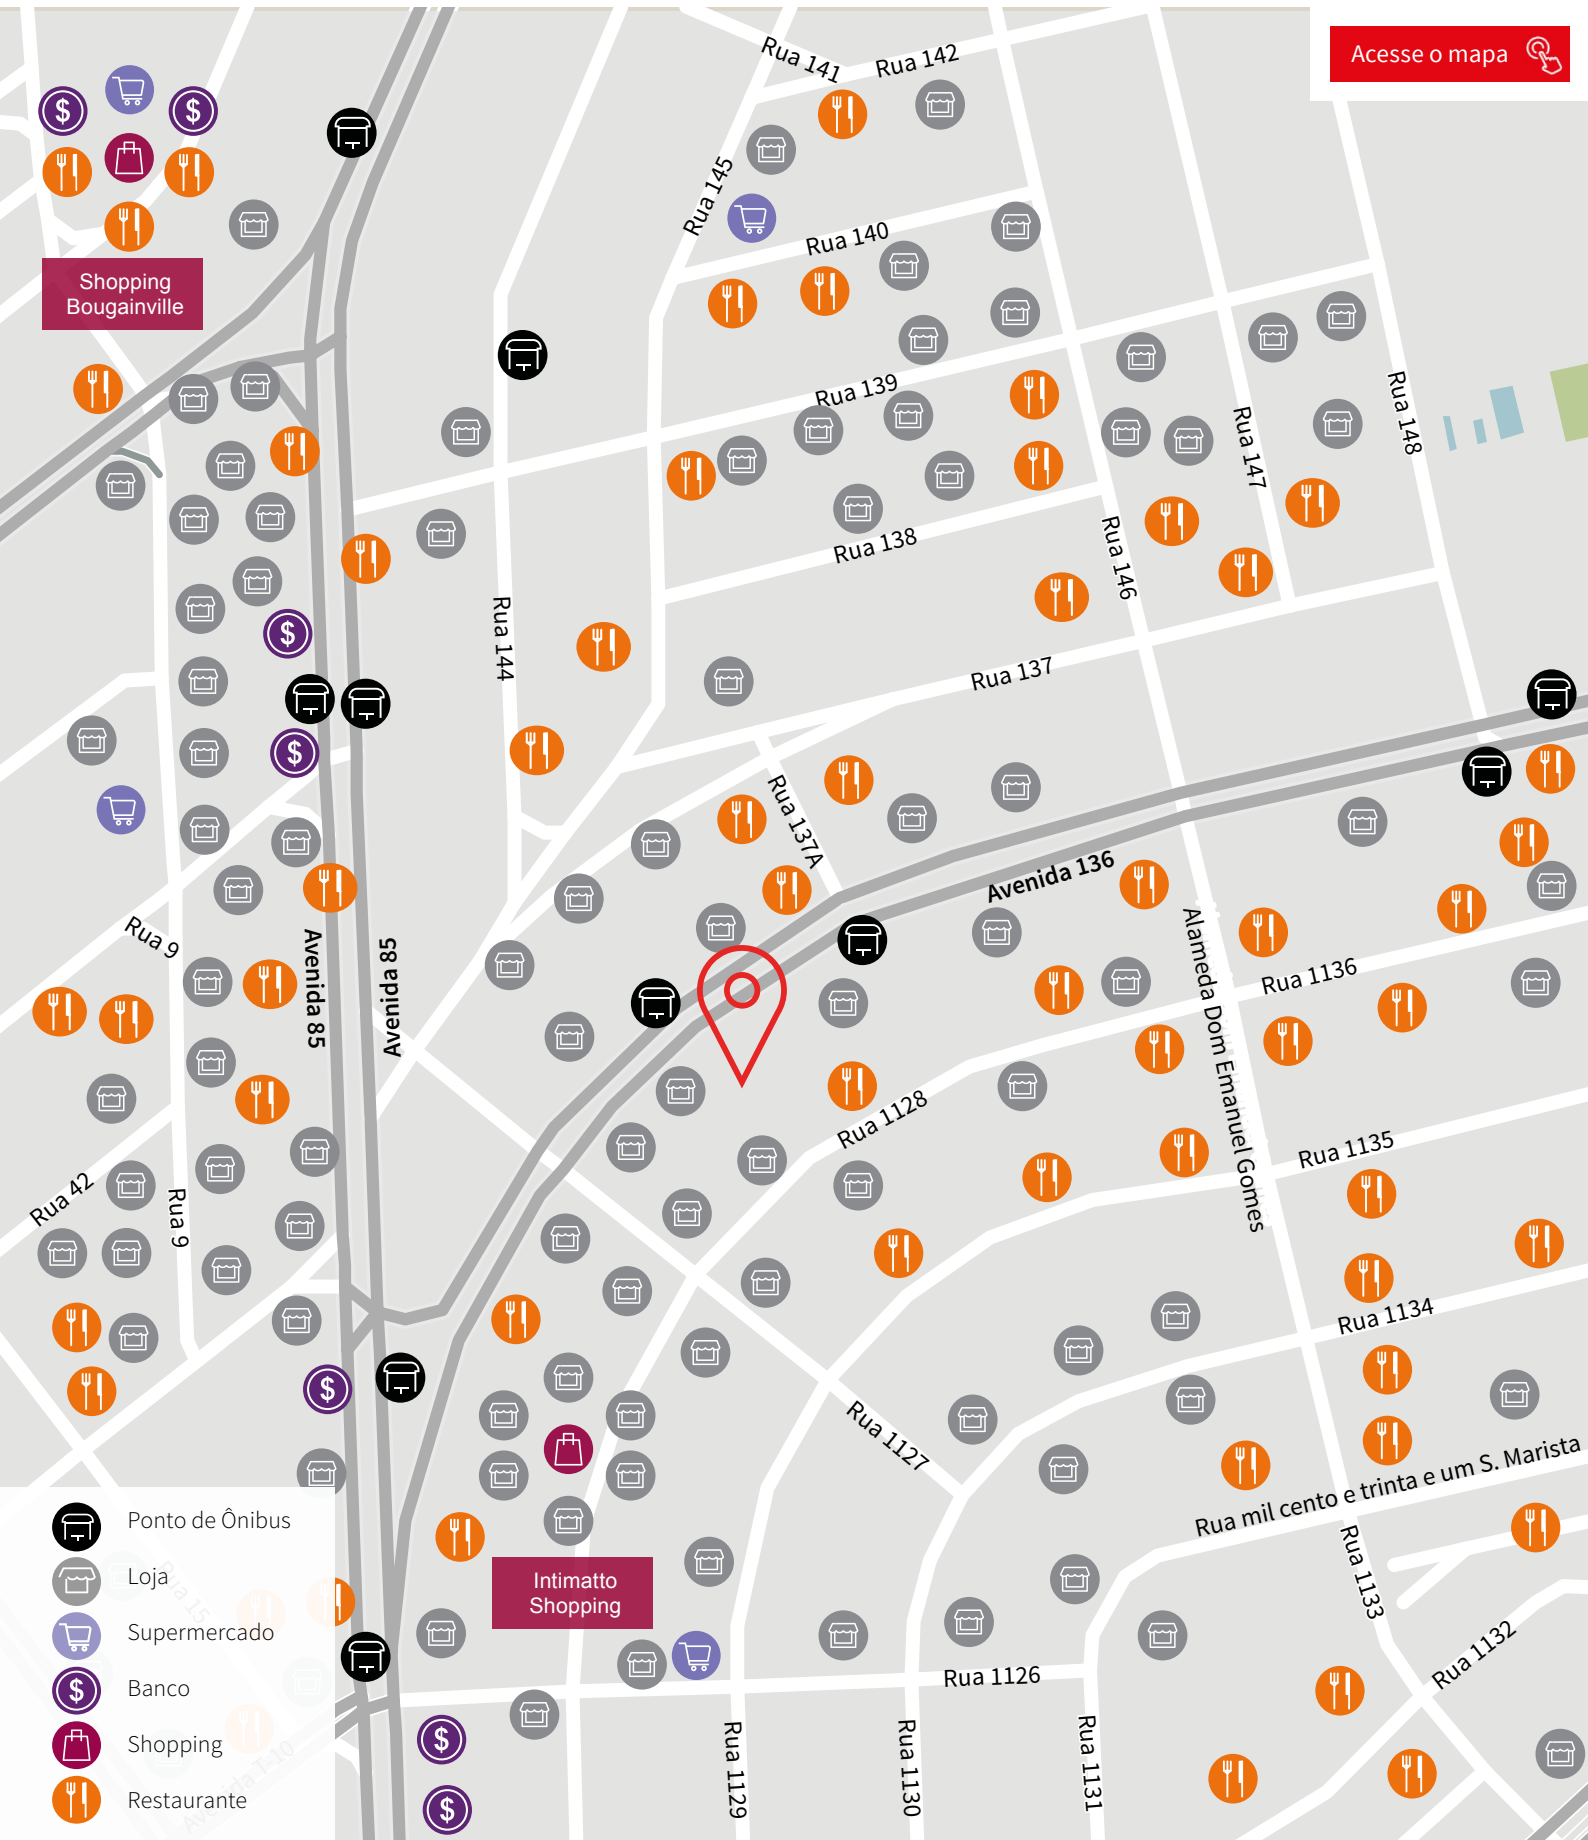 Acesse o mapa
Rua 141
Rua 142
Rua 145
Rua 140
Shopping
Bougainville
Rua 139
Rua 148
Rua 147
Rua 138
Rua 146
Rua 144
Rua 137
Rua 137A
Avenida 136
Rua 9
Avenida 85
Avenida 85
Alameda Dom Emanuel Gomes
Rua 1136
Rua 1128
Rua 1135
Rua 42
Rua 9
Rua 1134
Rua 1127
Rua mil cento e trinta e um S. Marista
Ponto de Ônibus
Loja
Supermercado
Banco
Shopping
Restaurante
Rua 15
Avenida T-10
Intimatto
Shopping
Rua 1133
Rua 1132
Rua 1126
Rua 1129
Rua 1130
Rua 1131